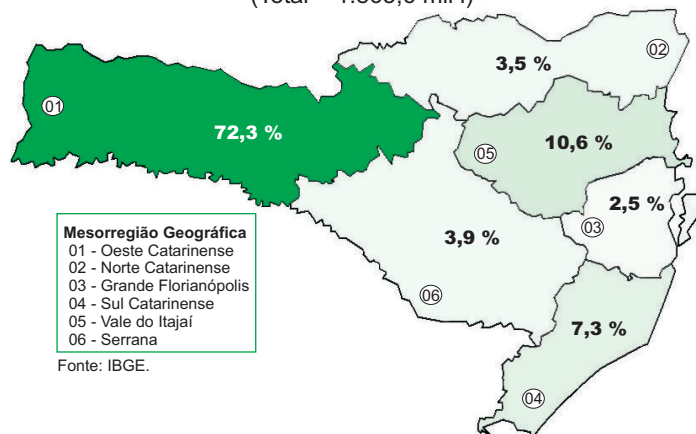 02
3,5 %
01
72,3 %
10,6 %
05
2,5 %
03
3,9 %
06
7,3 %
04
Mesorregião Geográfica
01 - Oeste Catarinense
02 - Norte Catarinense
03 - Grande Florianópolis
04 - Sul Catarinense
05 - Vale do Itajaí
06 - Serrana
Fonte: IBGE.